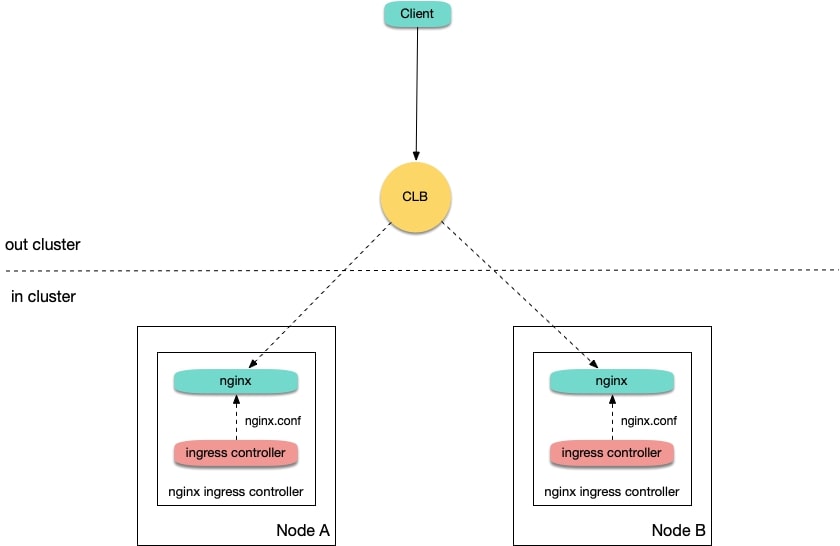 Client
CLB
out cluster
in cluster
nginx
nginx.conf
ingress controller
nginx ingress controller
Node A
nginx
nginx.conf
ingress controller
nginx ingress controller
Node B